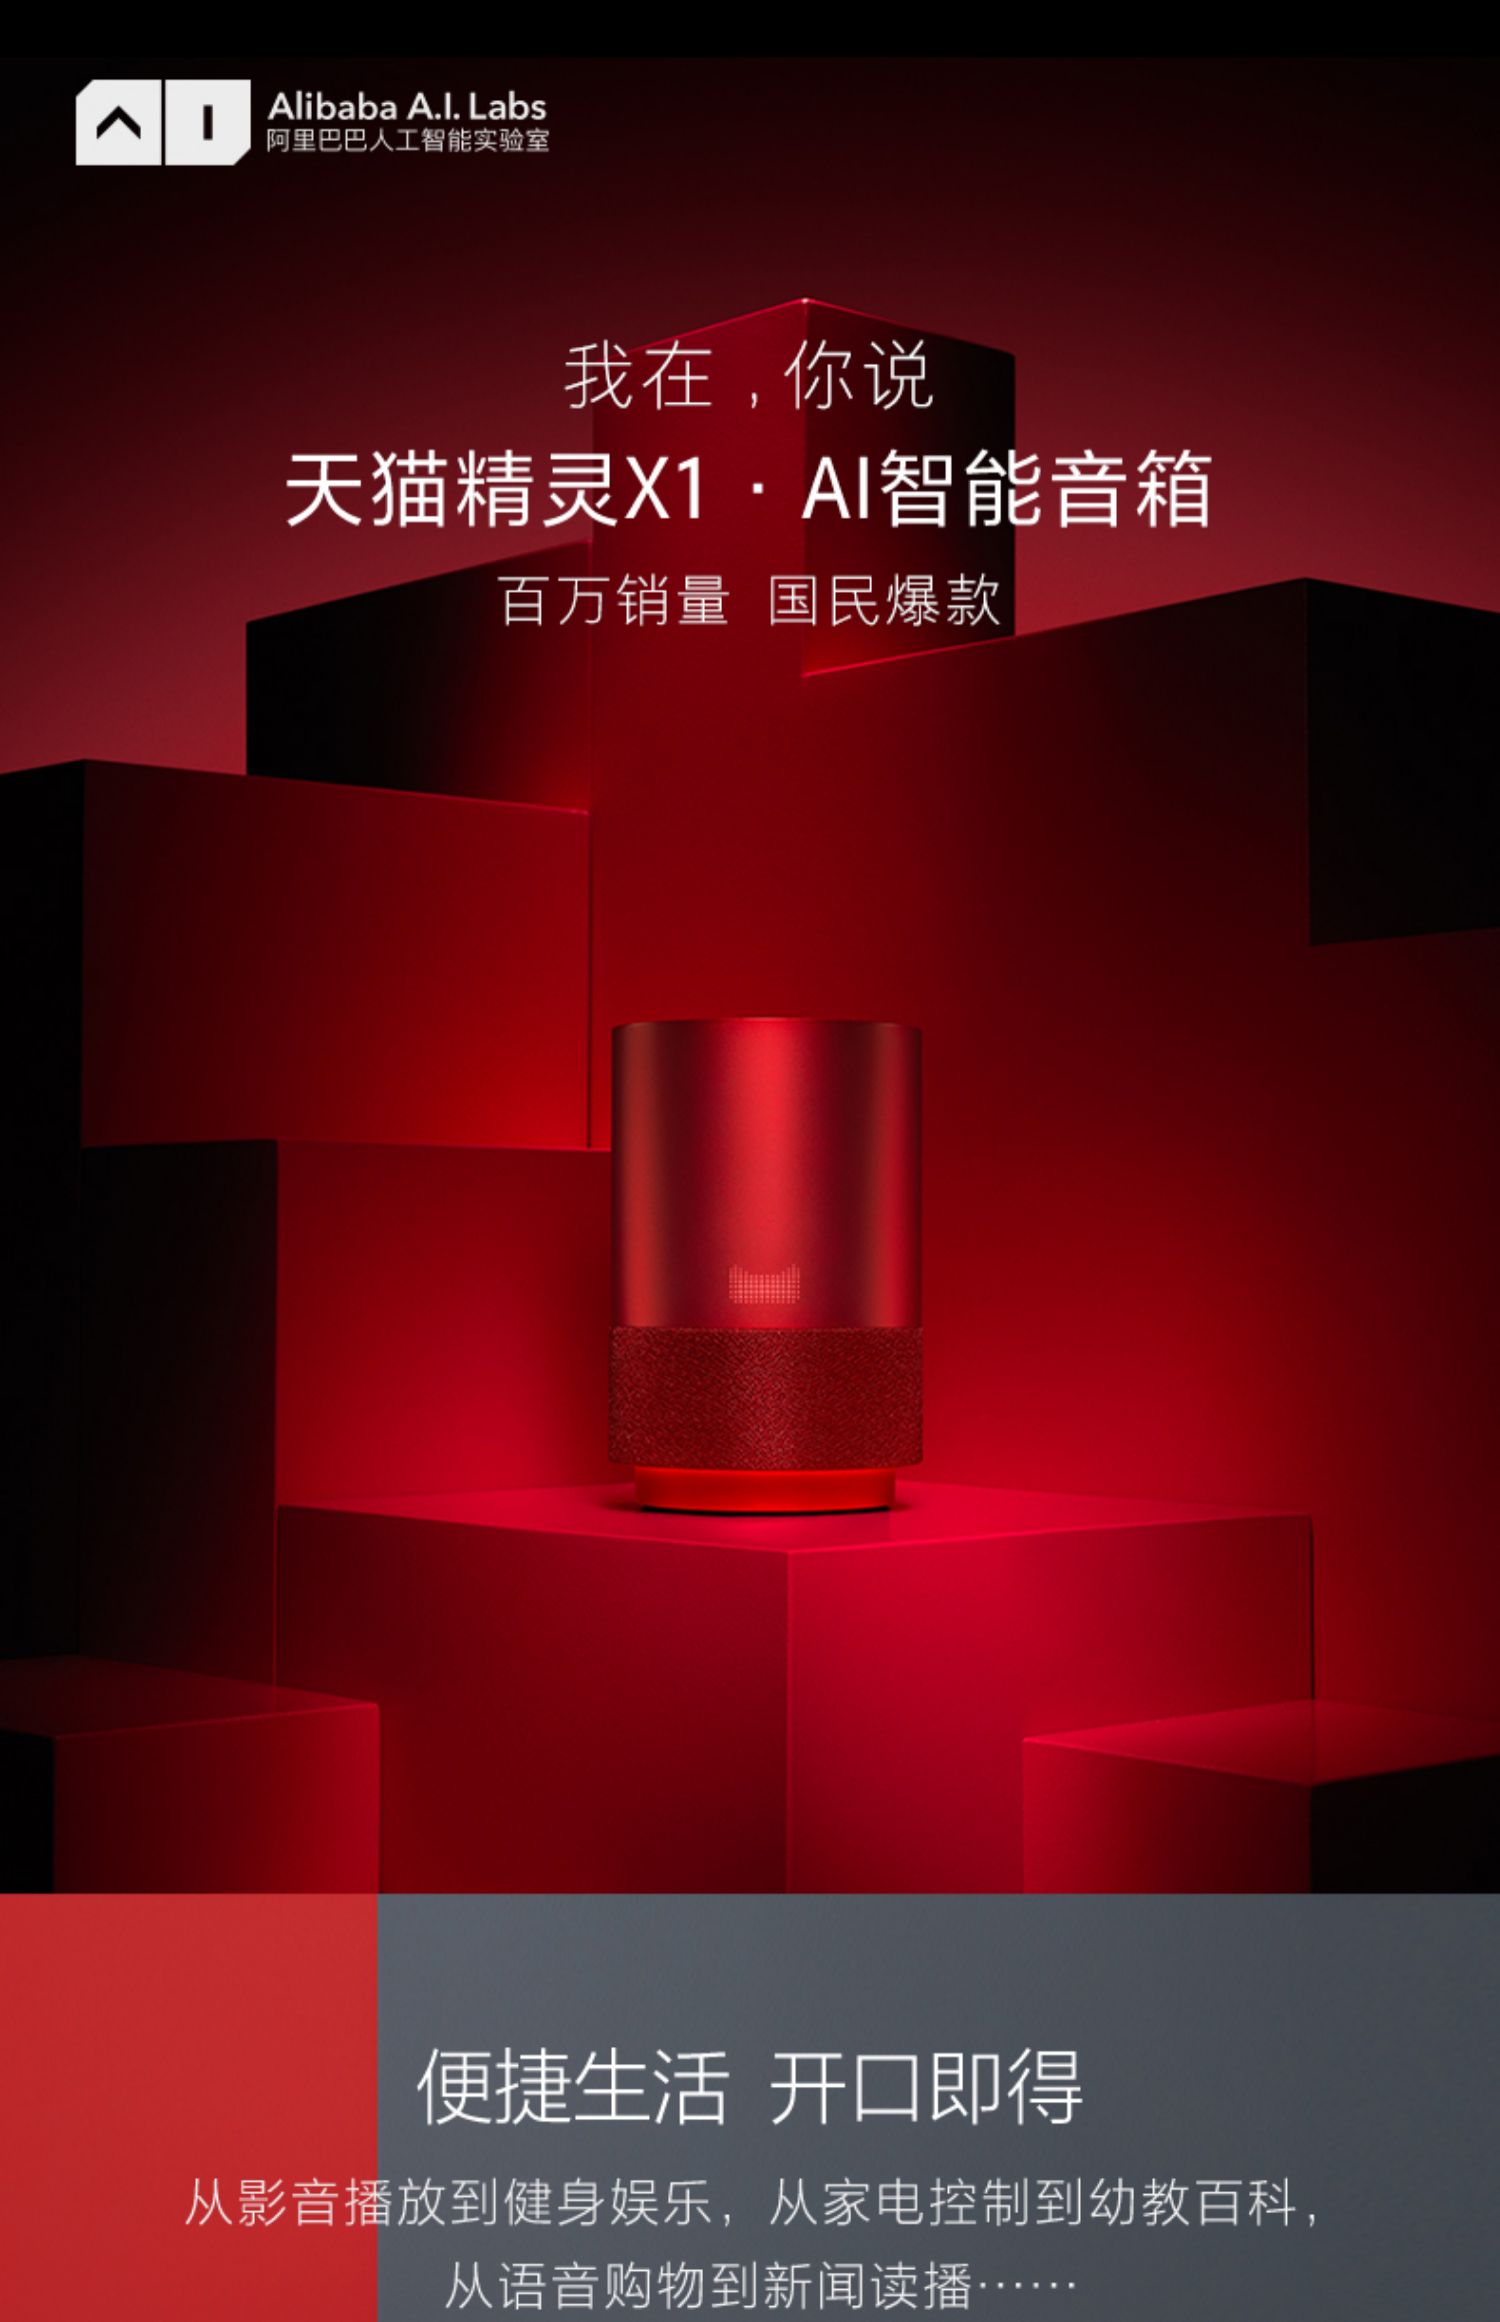 Alibaba A.I. Labs
阿里巴巴人工智能实验室
我在，你说
天猫精灵X1 · AI智能音箱
百万销量 国民爆款
便捷生活 开口即得
从影音播放到健身娱乐，从家电控制到幼教百科，
从语音购物到新闻读播……